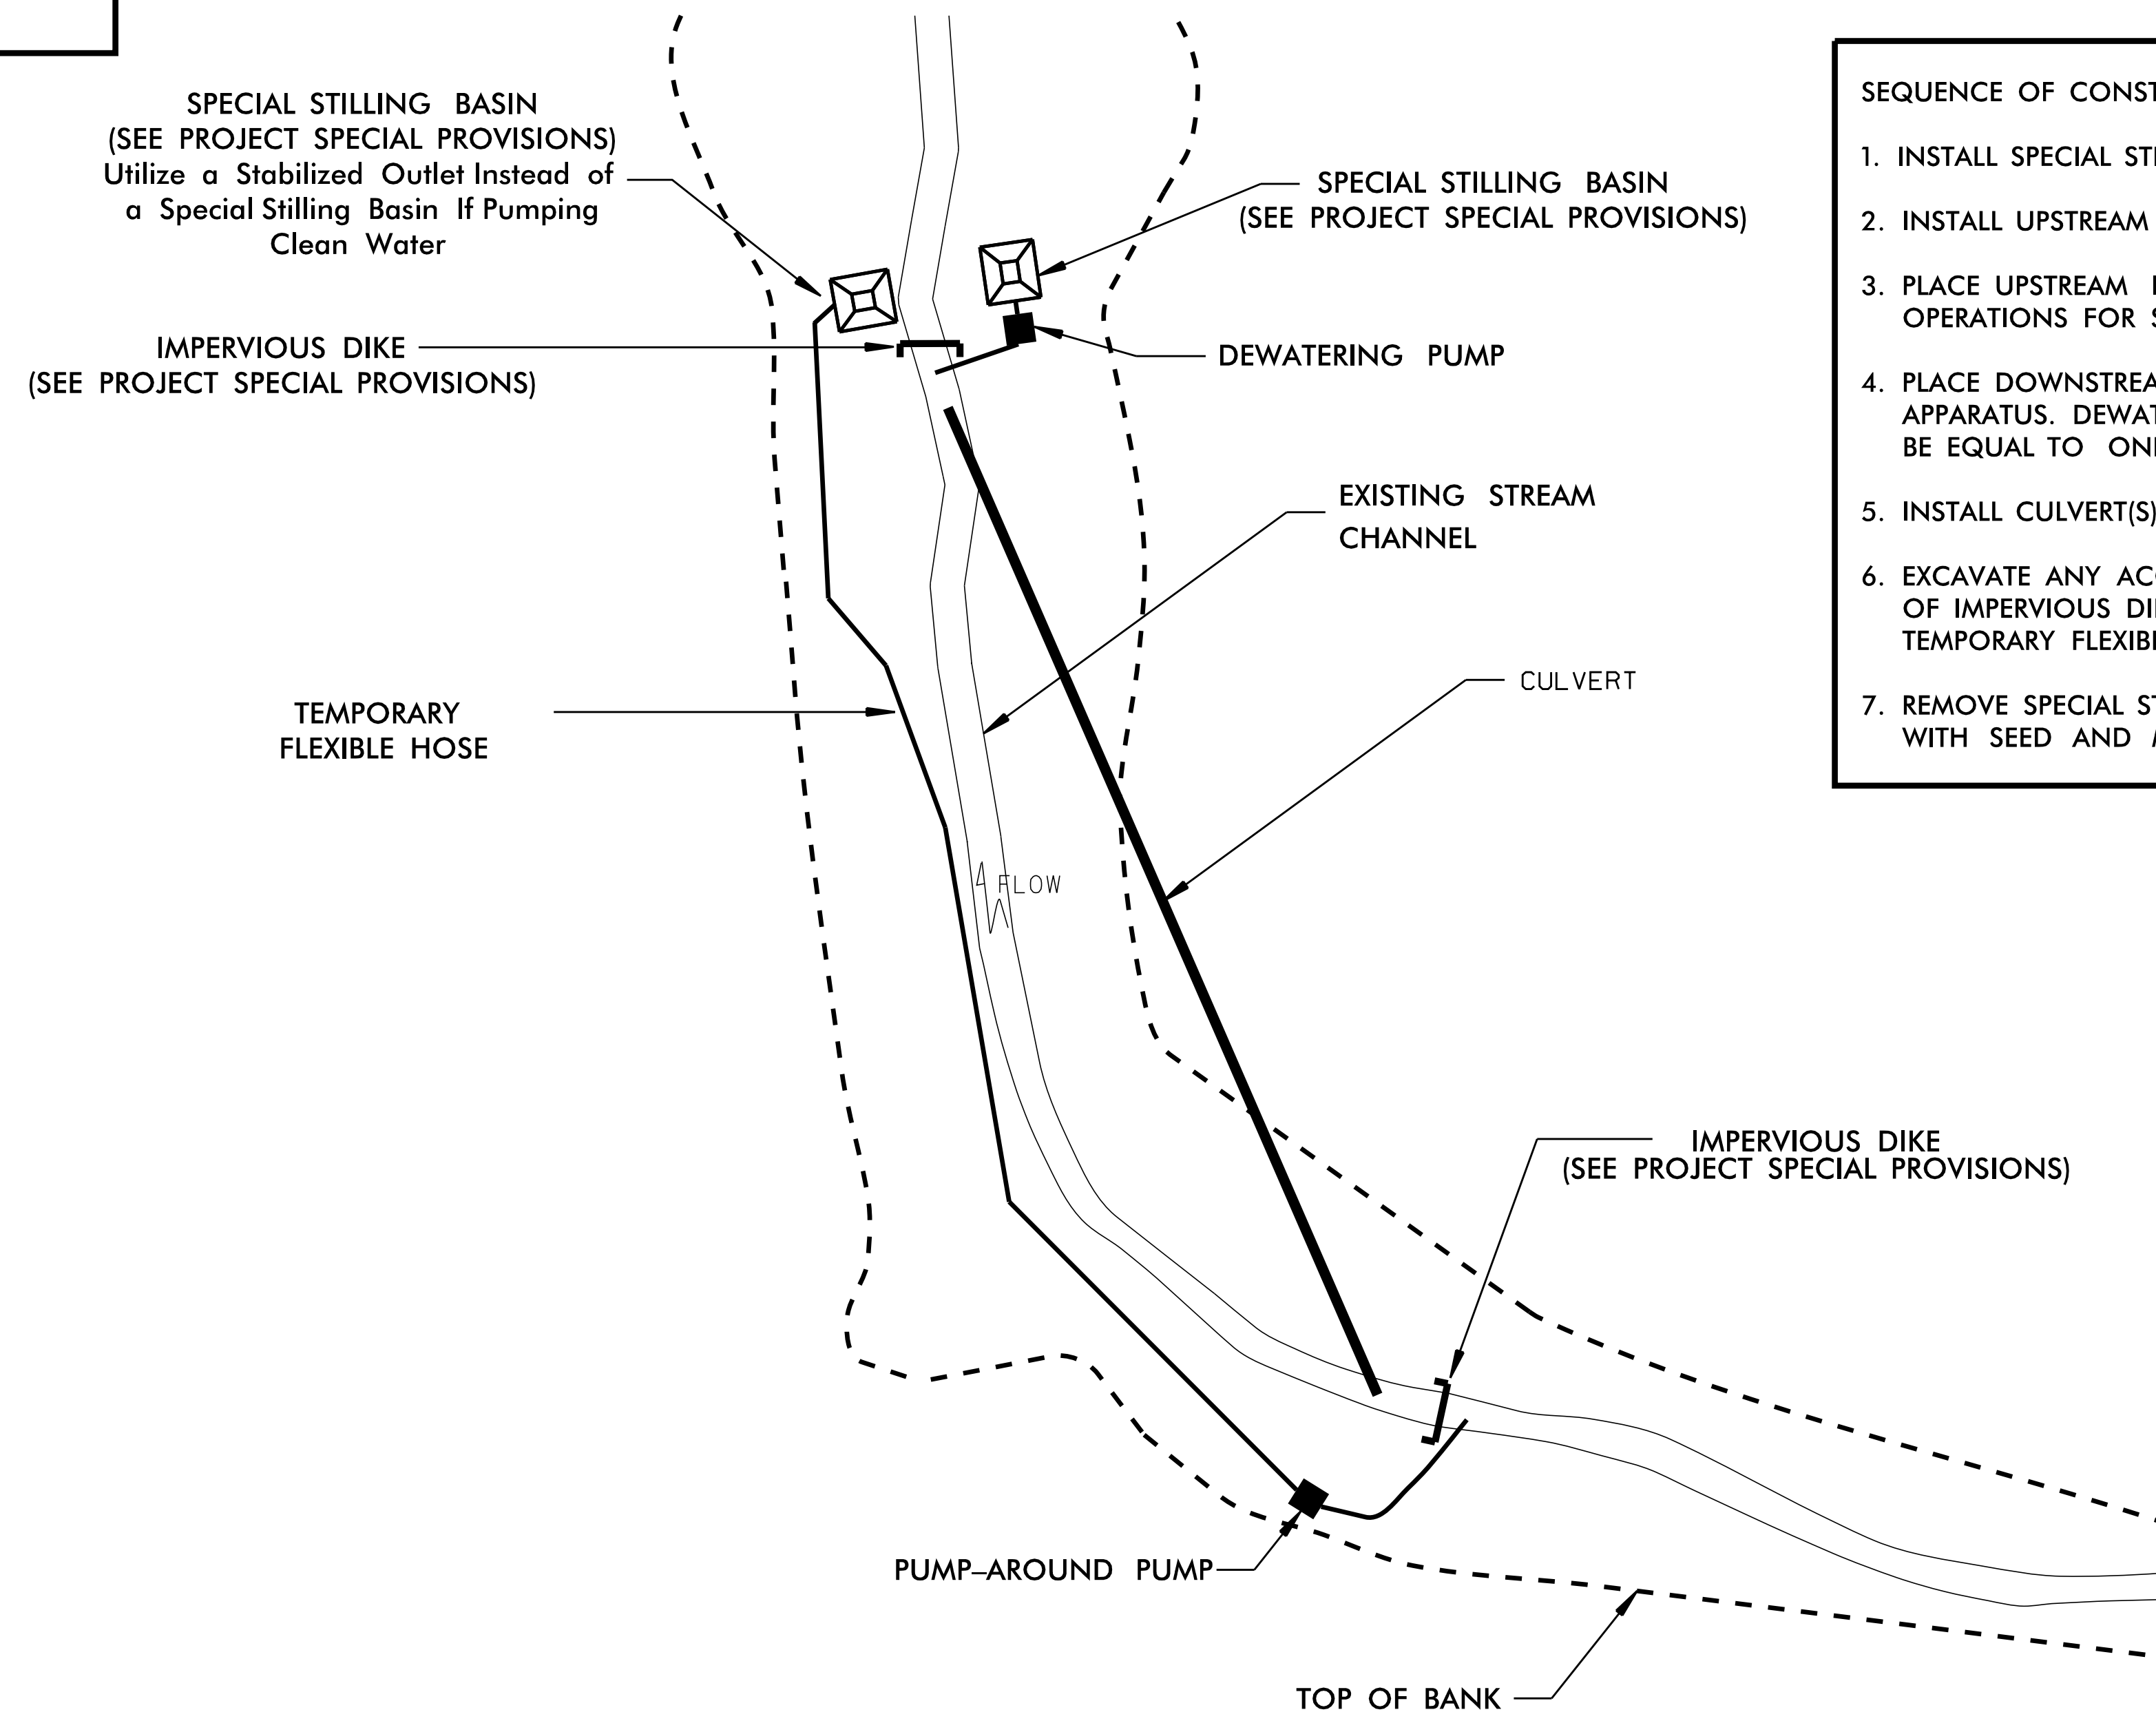 SPECIAL STILLING BASIN
(SEE PROJECT SPECIAL PROVISIONS)
Utilize a Stabilized Outlet Instead of
a Special Stilling Basin If Pumping
Clean Water
IMPERVIOUS DIKE
(SEE PROJECT SPECIAL PROVISIONS)
TEMPORARY
FLEXIBLE HOSE
SPECIAL STILLING BASIN
(SEE PROJECT SPECIAL PROVISIONS)
DEWATERING PUMP
EXISTING STREAM
CHANNEL
CULVERT
FLOW
IMPERVIOUS DIKE
(SEE PROJECT SPECIAL PROVISIONS)
PUMP-AROUND PUMP
TOP OF BANK
SEQUENCE OF
1. INSTALL SPECIAL
2. INSTALL UPSTREAM
3. PLACE UPSTREAM
OPERATIONS FOR
4. PLACE
APPARATUS.
BE EQUAL TO
5. INSTALL CULVERT(S)
6. EXCAVATE ANY
OF IMPERVIOUS
TEMPORARY
7. REMOVE SPECIAL
WITH SEED AND